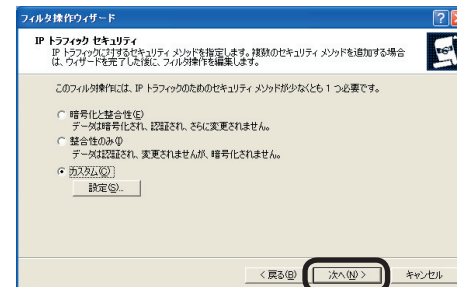 フィルタ操作ウィザード
IP トラフィック セキュリティ
IP トラフィックに対するセキュリティ メソッドを指定します。複数のセキュリティ メソッドを追加する場合
は、ウィザードを完了した後に、フィルタ操作を編集します。
このフィルタ操作には、IP トラフィックのためのセキュリティ メソッドが少なくとも 1 つ必要です。
暗号化と整合性(E)
データは暗号化され、認証され、さらに変更されません。
整合性のみ(I)
データは認証され、変更されませんが、暗号化されません。
カスタム(C)
設定(S)...
< 戻る(B)
次へ(N) >
キャンセル